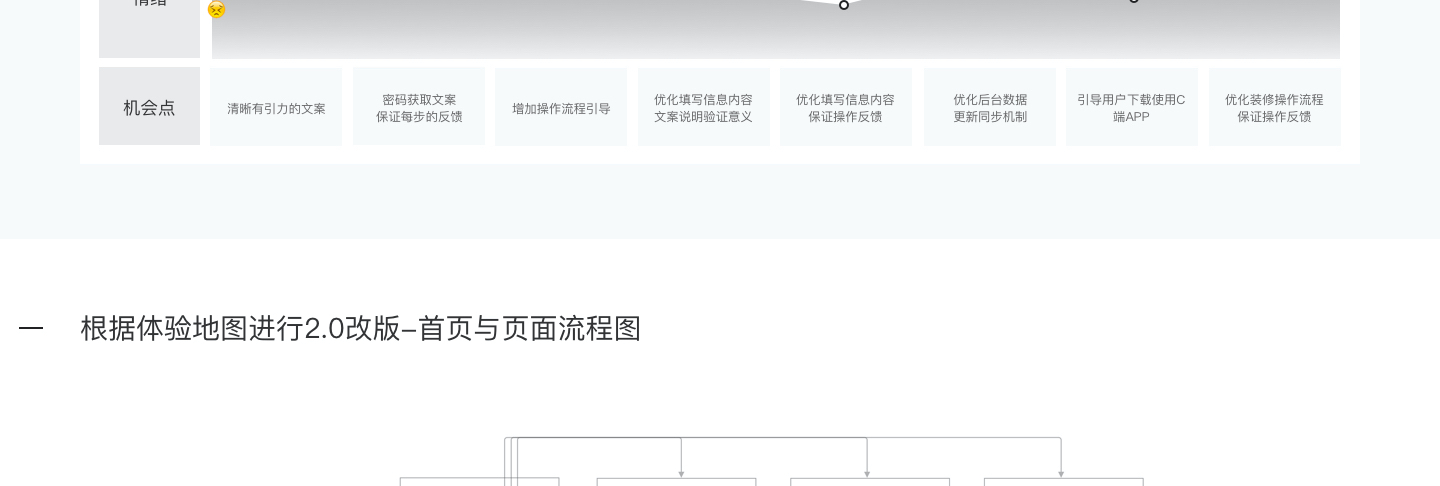 情绪
机会点
清晰有引力的文案
密码获取文案
保证每步的反馈
增加操作流程引导
优化填写信息内容
文案说明验证意义
优化填写信息内容
保证操作反馈
优化后台数据
更新同步机制
引导用户下载使用C
端APP
优化装修操作流程
保证操作反馈
根据体验地图进行2.0改版-首页与页面流程图